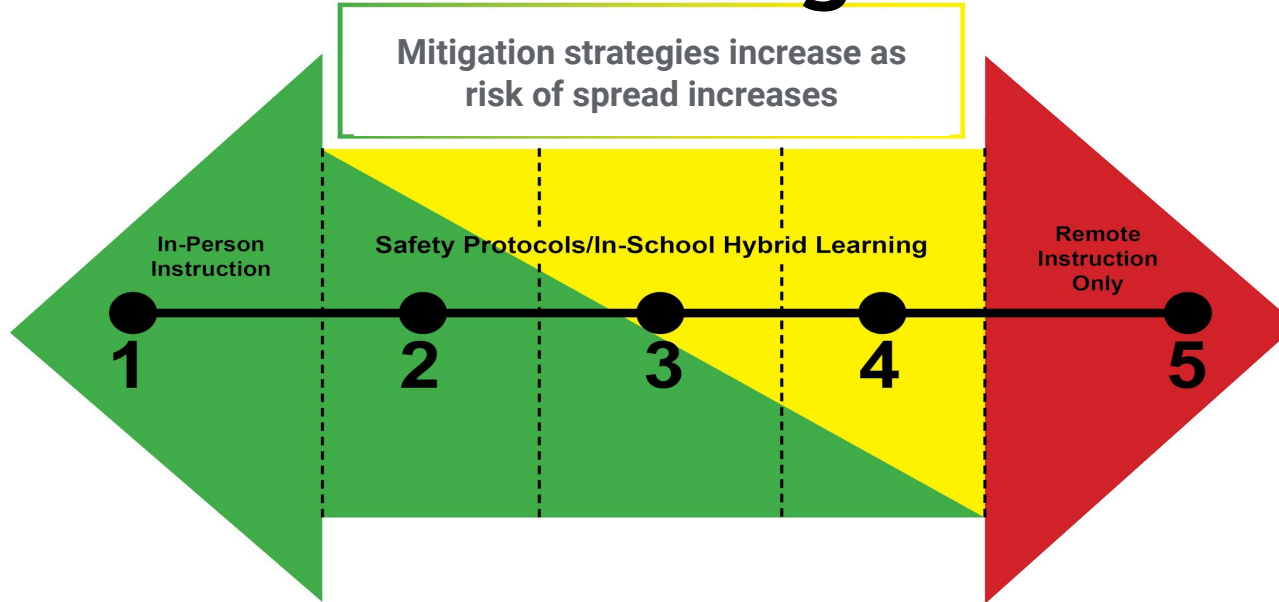 Mitigation strategies increase as
risk of spread increases
In-Person
Instruction
Safety Protocols/In-School Hybrid Learning
Remote
Instruction
Only
1
2
3
4
5